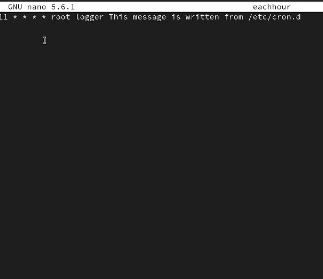 GNU nano 5.6.1 eachhour
11 * * * * root logger This message is written from /etc/cron.d